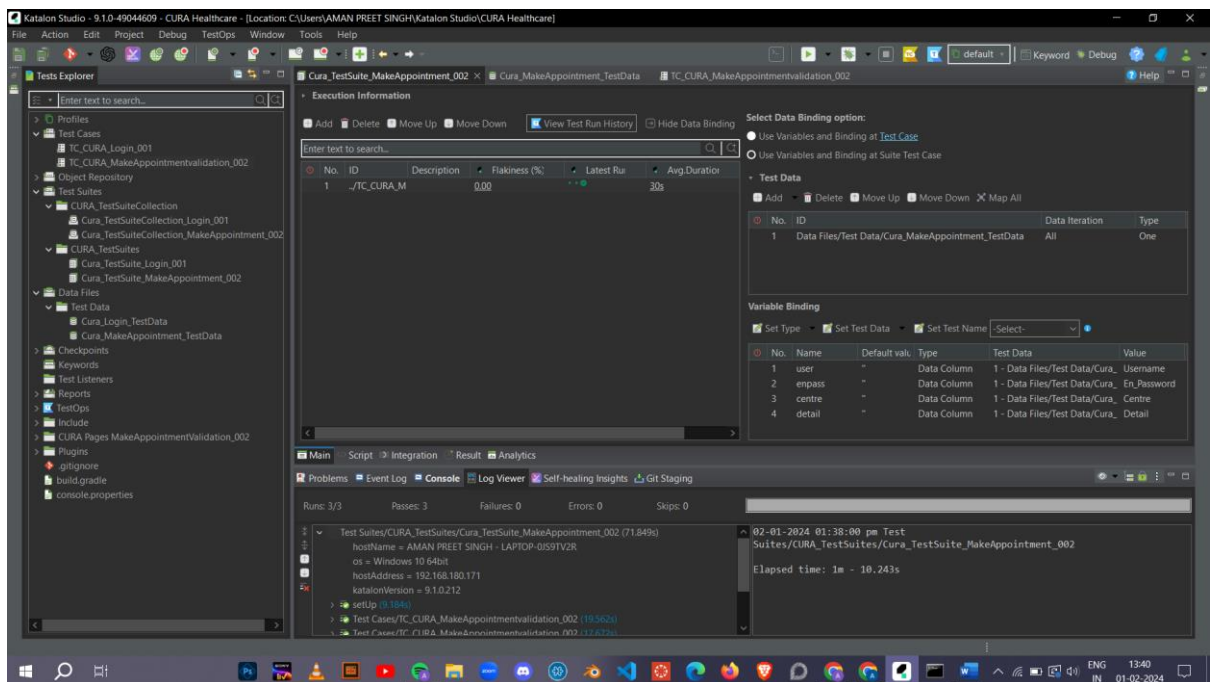 Katalon Studio - 9.1.0-49044609 - CURA Healthcare - [Location: C:\Users\AMAN PREET SINGH\Katalon Studio\CURA Healthcare]
File Action Edit Project Debug TestOps Window Tools Help
default Keyword Debug
Tests Explorer
Enter text to search...
Profiles
Test Cases
TC_CURA_Login_001
TC_CURA_MakeAppointmentvalidation_002
Object Repository
Test Suites
CURA_TestSuiteCollection
Cura_TestSuiteCollection_Login_001
Cura_TestSuiteCollection_MakeAppointment_002
CURA_TestSuites
Cura_TestSuite_Login_001
Cura_TestSuite_MakeAppointment_002
Data Files
Test Data
Cura_Login_TestData
Cura_MakeAppointment_TestData
Checkpoints
Keywords
Test Listeners
Reports
TestOps
Include
CURA Pages MakeAppointmentValidation_002
Plugins
.gitignore
build.gradle
console.properties
Cura_TestSuite_MakeAppointment_002 Cura_MakeAppointment_TestData TC_CURA_MakeAppointmentvalidation_002 Help
Execution Information
Add Delete Move Up Move Down View Test Run History Hide Data Binding
Enter text to search...
No. ID Description Flakiness (%) Latest Ru Avg.Duration
1 ../TC_CURA_M 0.00 30s
Select Data Binding option:
Use Variables and Binding at Test Case
Use Variables and Binding at Suite Test Case
Test Data
Add Delete Move Up Move Down Map All
No. ID Data Iteration Type
1 Data Files/Test Data/Cura_MakeAppointment_TestData All One
Variable Binding
Set Type Set Test Data Set Test Name -Select-
No. Name Default valu Type Test Data Value
1 user '' Data Column 1 - Data Files/Test Data/Cura_ Username
2 enpass '' Data Column 1 - Data Files/Test Data/Cura_ En_Password
3 centre '' Data Column 1 - Data Files/Test Data/Cura_ Centre
4 detail '' Data Column 1 - Data Files/Test Data/Cura_ Detail
Main Script Integration Result Analytics
Problems Event Log Console Log Viewer Self-healing Insights Git Staging
Runs: 3/3 Passes: 3 Failures: 0 Errors: 0 Skips: 0
Test Suites/CURA_TestSuites/Cura_TestSuite_MakeAppointment_002 (71.849s)
hostName = AMAN PREET SINGH - LAPTOP-0JS9TV2R
os = Windows 10 64bit
hostAddress = 192.168.180.171
katalonVersion = 9.1.0.212
setUp (9.184s)
Test Cases/TC_CURA_MakeAppointmentvalidation_002 (19.562s)
Test Cases/TC_CURA_MakeAppointmentvalidation_002 (17.672s)
02-01-2024 01:38:00 pm Test
Suites/CURA_TestSuites/Cura_TestSuite_MakeAppointment_002
Elapsed time: 1m - 10.243s
ENG 13:40
IN 01-02-2024